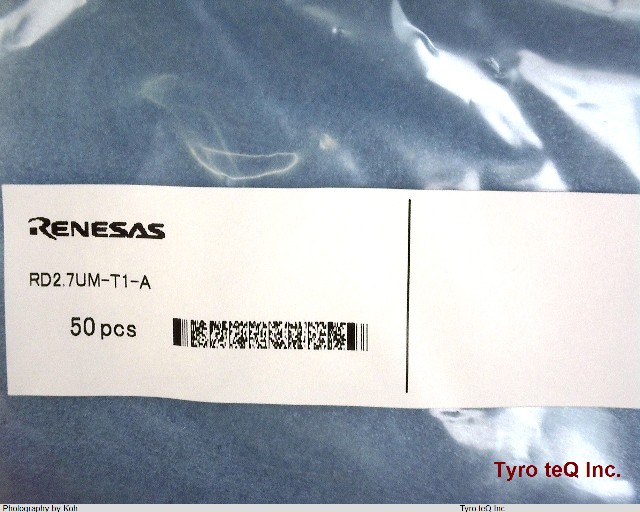 RENESAS
RD2.7UM-T1-A
50 pcs
Tyro teQ Inc.
Photography by Koh
Tyro teQ Inc